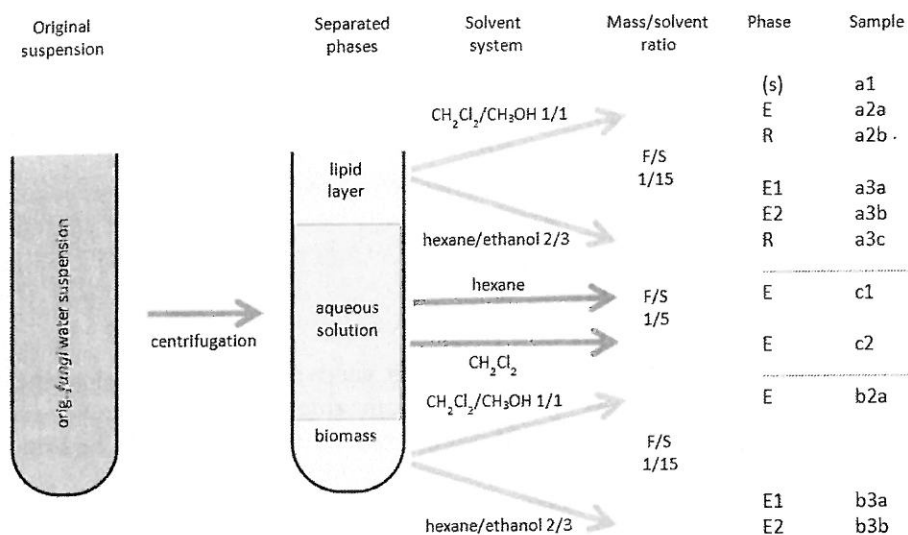 Original suspension
Separated phases
Solvent system
Mass/solvent ratio
Phase
Sample
orig. fungi water suspension
centrifugation
lipid layer
aqueous solution
biomass
CH₂Cl₂/CH₃OH 1/1
F/S 1/15
hexane/ethanol 2/3
(s) a1
E a2a
R a2b
E1 a3a
E2 a3b
R a3c
hexane
F/S 1/5
CH₂Cl₂
E c1
E c2
CH₂Cl₂/CH₃OH 1/1
F/S 1/15
hexane/ethanol 2/3
E b2a
E1 b3a
E2 b3b